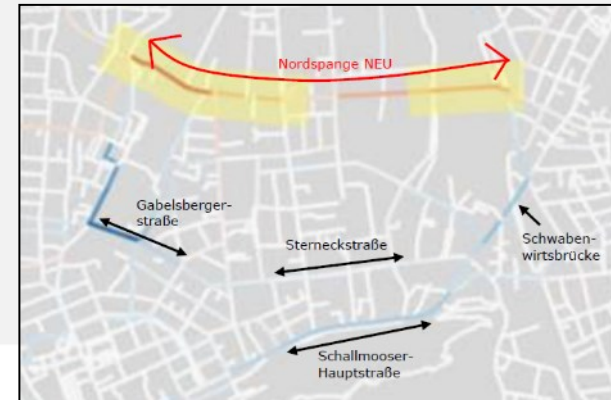 Nordspange NEU
Gabelsberger-
straße
Sterneckstraße
Schwaben-
wirtsbrücke
Schallmooser-
Hauptstraße